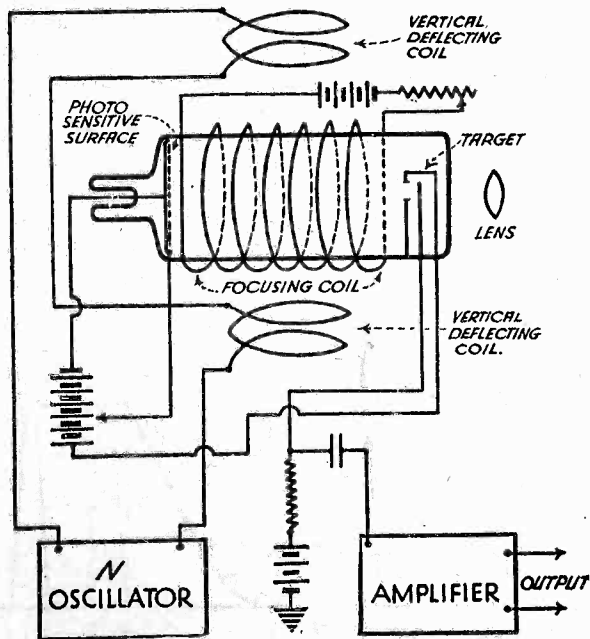 VERTICAL
DEFLECTING
COIL
PHOTO
SENSITIVE
SURFACE
TARGET
LENS
FOCUSING COIL
VERTICAL
DEFLECTING
COIL.
N
OSCILLATOR
AMPLIFIER
OUTPUT